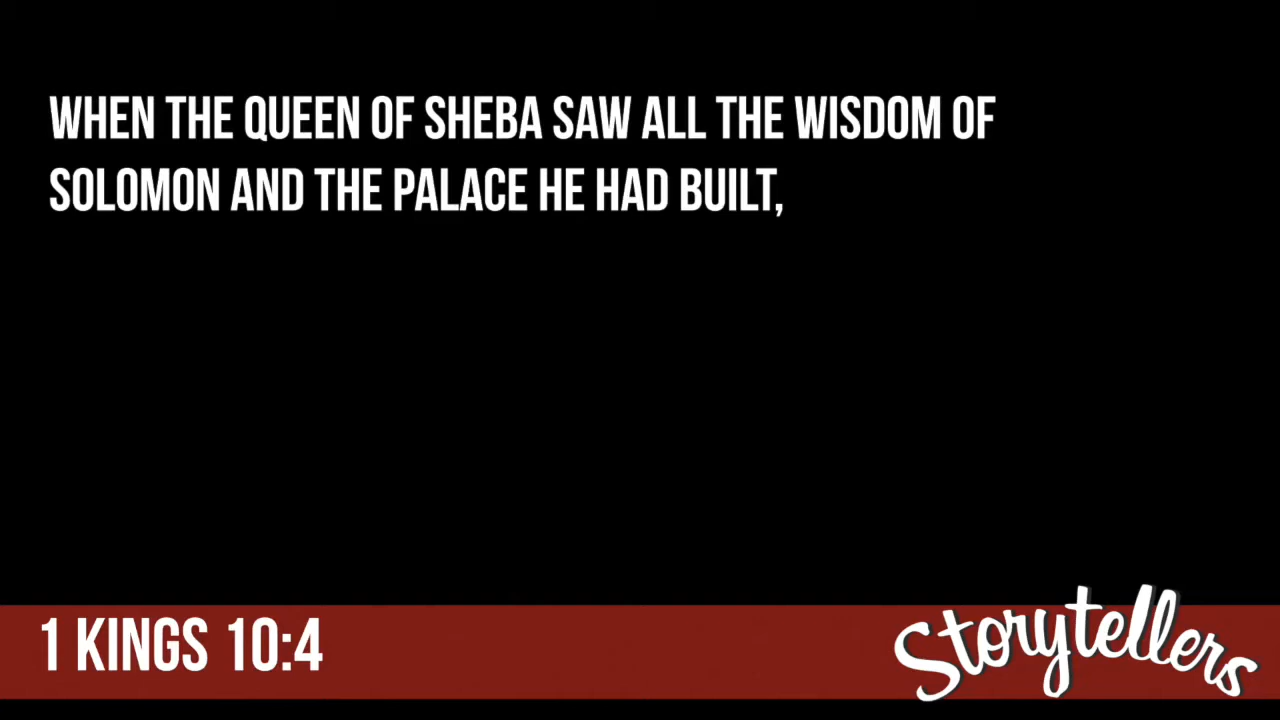 WHEN THE QUEEN OF SHEBA SAW ALL THE WISDOM OF
SOLOMON AND THE PALACE HE HAD BUILT,
1 KINGS 10:4
Storytellers